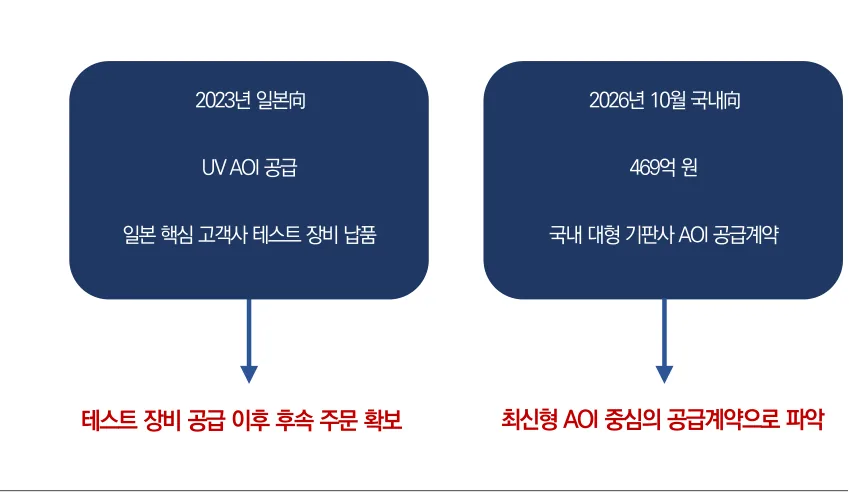 2023년 일본向
UV AOI 공급
일본 핵심 고객사 테스트 장비 납품
테스트 장비 공급 이후 후속 주문 확보
2026년 10월 국내向
469억 원
국내 대형 기판사 AOI 공급계약
최신형 AOI 중심의 공급계약으로 파악